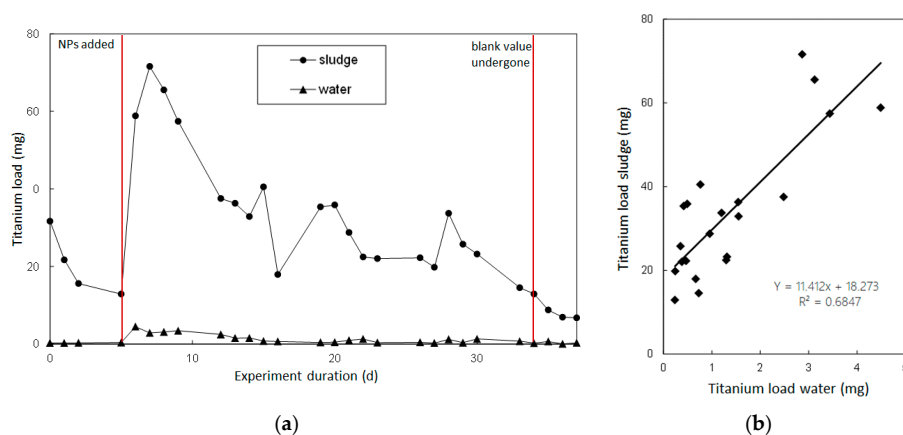 NPs added
blank value
undergone
sludge
water
80
60
0
20
0
Titanium load (mg)
0 10 20 30
Experiment duration (d)
(a)
80
60
40
20
0
Titanium load sludge (mg)
Y = 11.412x + 18.273
R² = 0.6847
0 1 2 3 4
Titanium load water (mg)
(b)